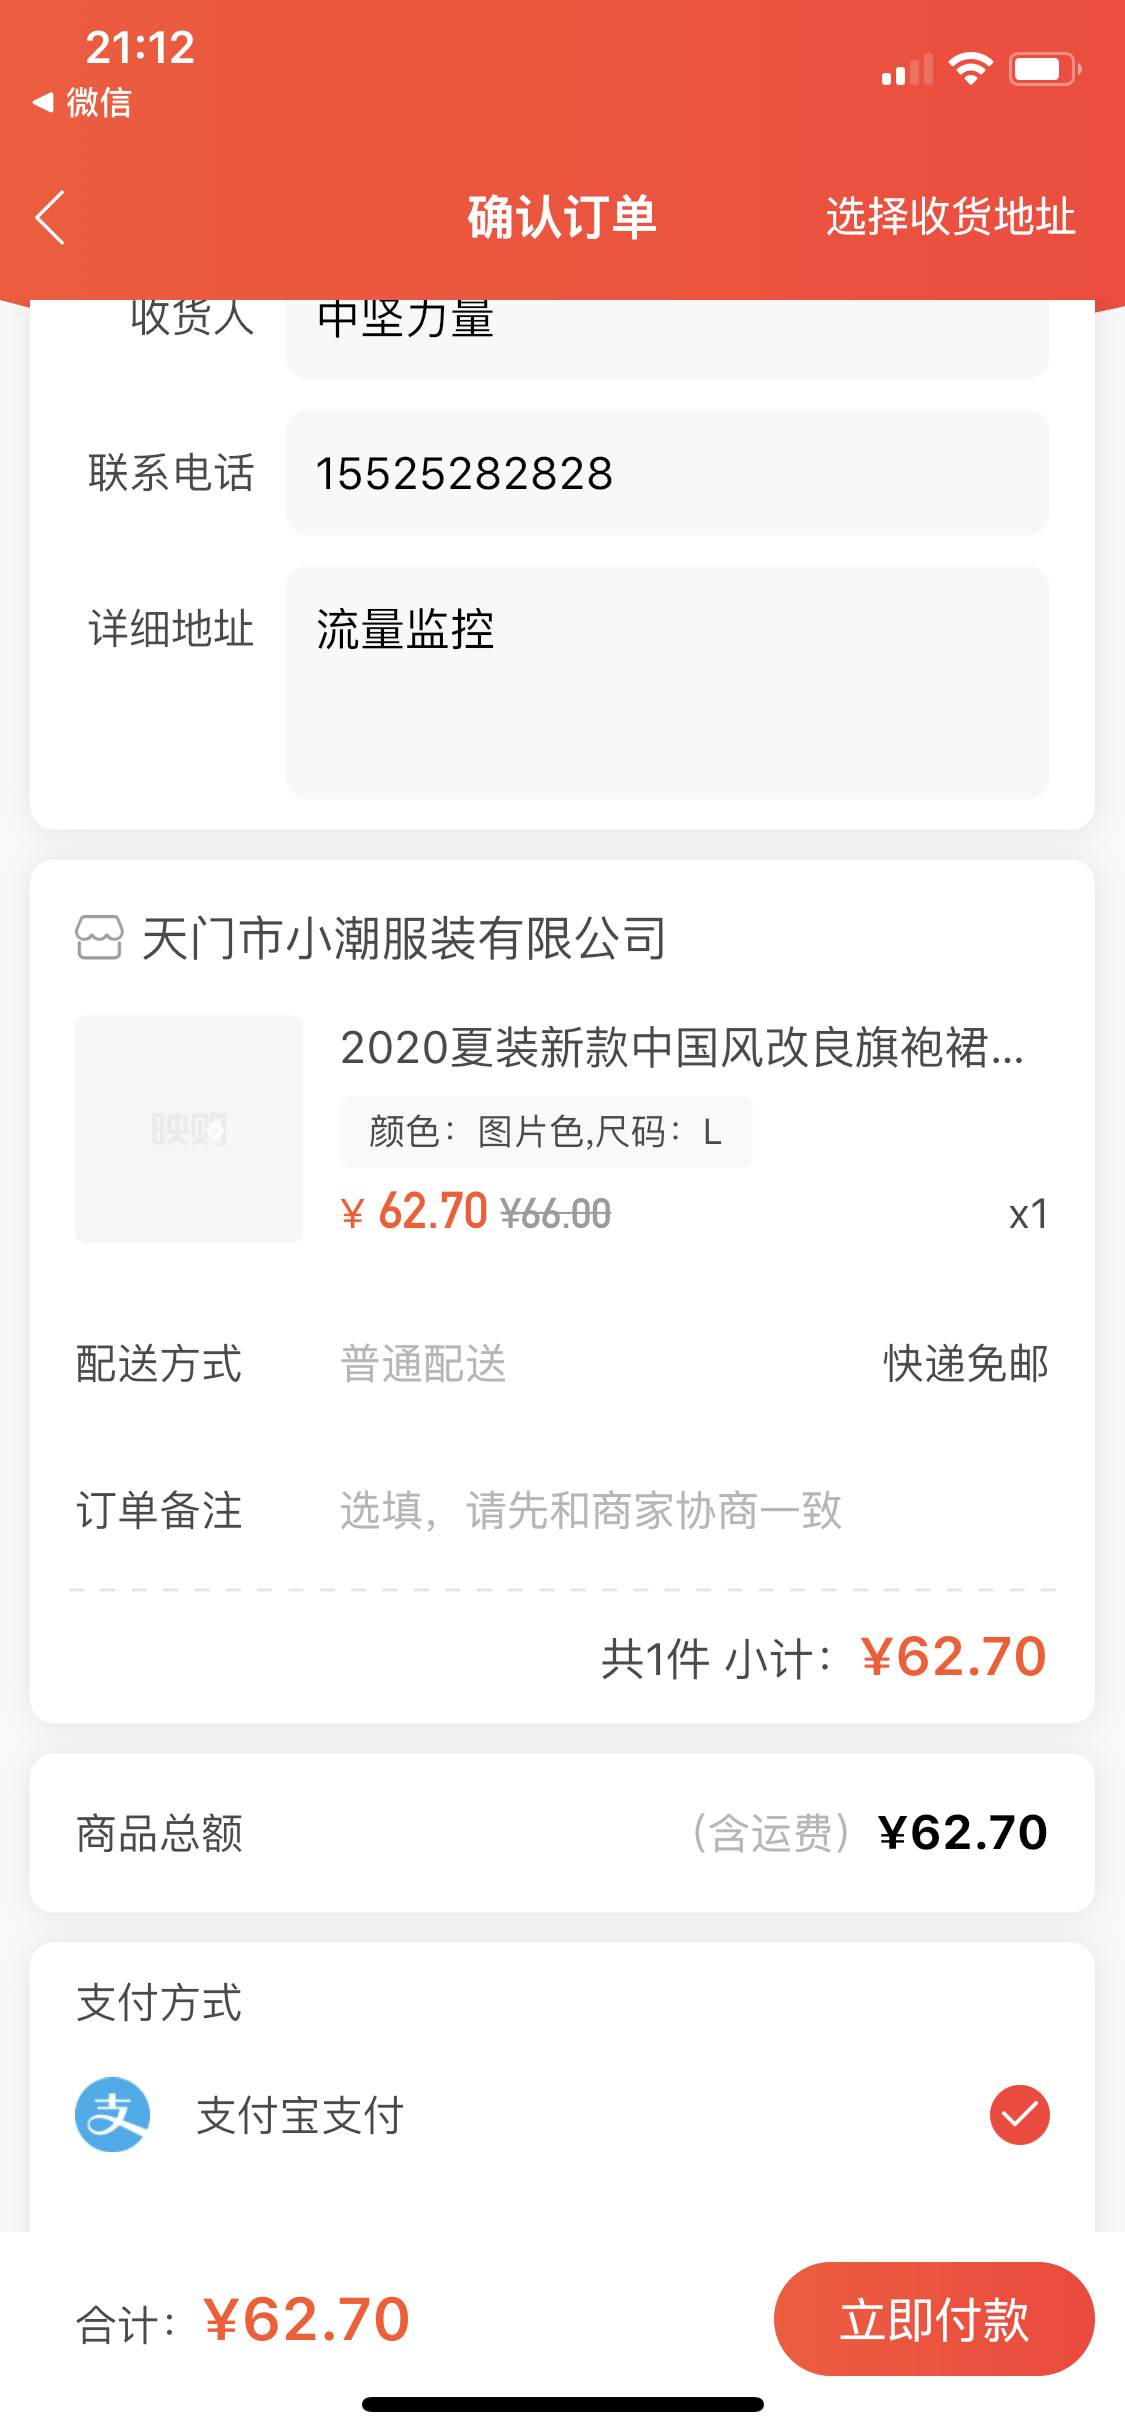 21:12
微信
确认订单
选择收货地址
收货人
中坚力量
联系电话
15525282828
详细地址
流量监控
天门市小潮服装有限公司
映购
2020夏装新款中国风改良旗袍裙...
颜色：图片色,尺码：L
¥ 62.70 ¥66.00
x1
配送方式
普通配送
快递免邮
订单备注
选填，请先和商家协商一致
共1件 小计：¥62.70
商品总额
（含运费）¥62.70
支付方式
支 支付宝支付
合计：¥62.70
立即付款